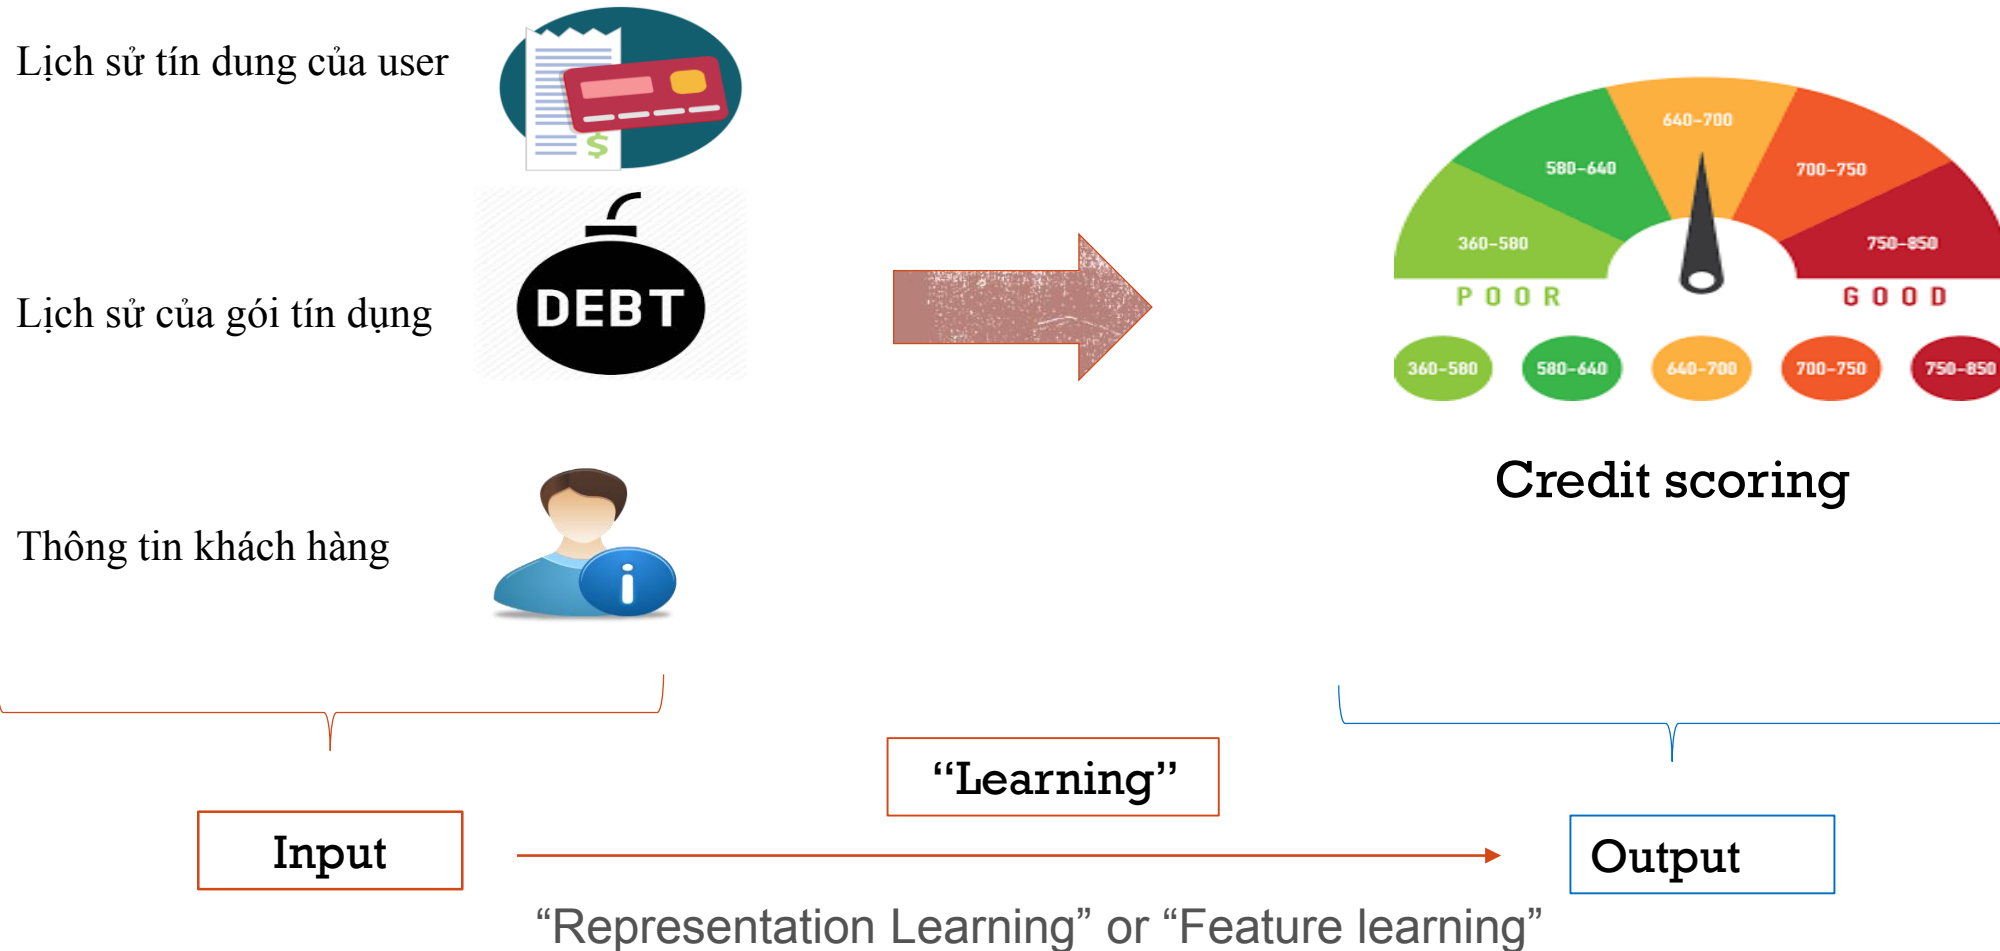 Lịch sử tín dung của user
$
Lịch sử của gói tín dụng
DEBT
Thông tin khách hàng
i
640-700
580-640
700-750
360-580
750-850
POOR
GOOD
360-580
580-640
640-700
700-750
750-850
Credit scoring
“Learning”
Input
Output
“Representation Learning” or “Feature learning”